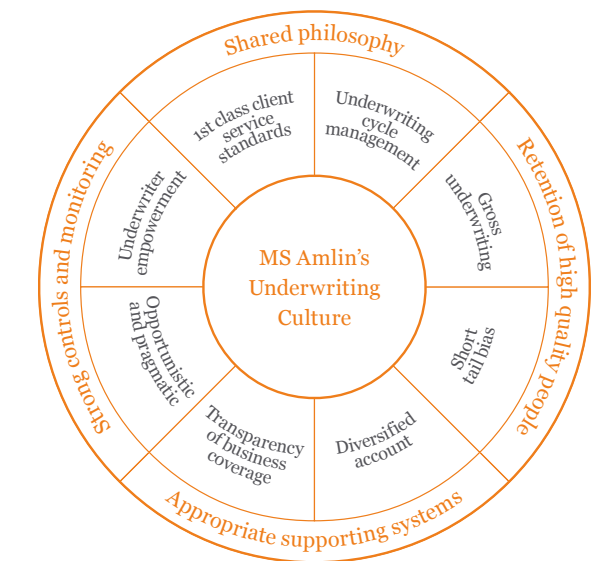 Shared philosophy
1st class client
service
standards
Underwriting
cycle
management
Gross
underwriting
Retention of high quality people
Short
tail bias
Diversified
account
Appropriate supporting systems
Transparency
of business
coverage
Opportunistic
and pragmatic
Strong controls and monitoring
Underwriter
empowerment
MS Amlin's
Underwriting
Culture